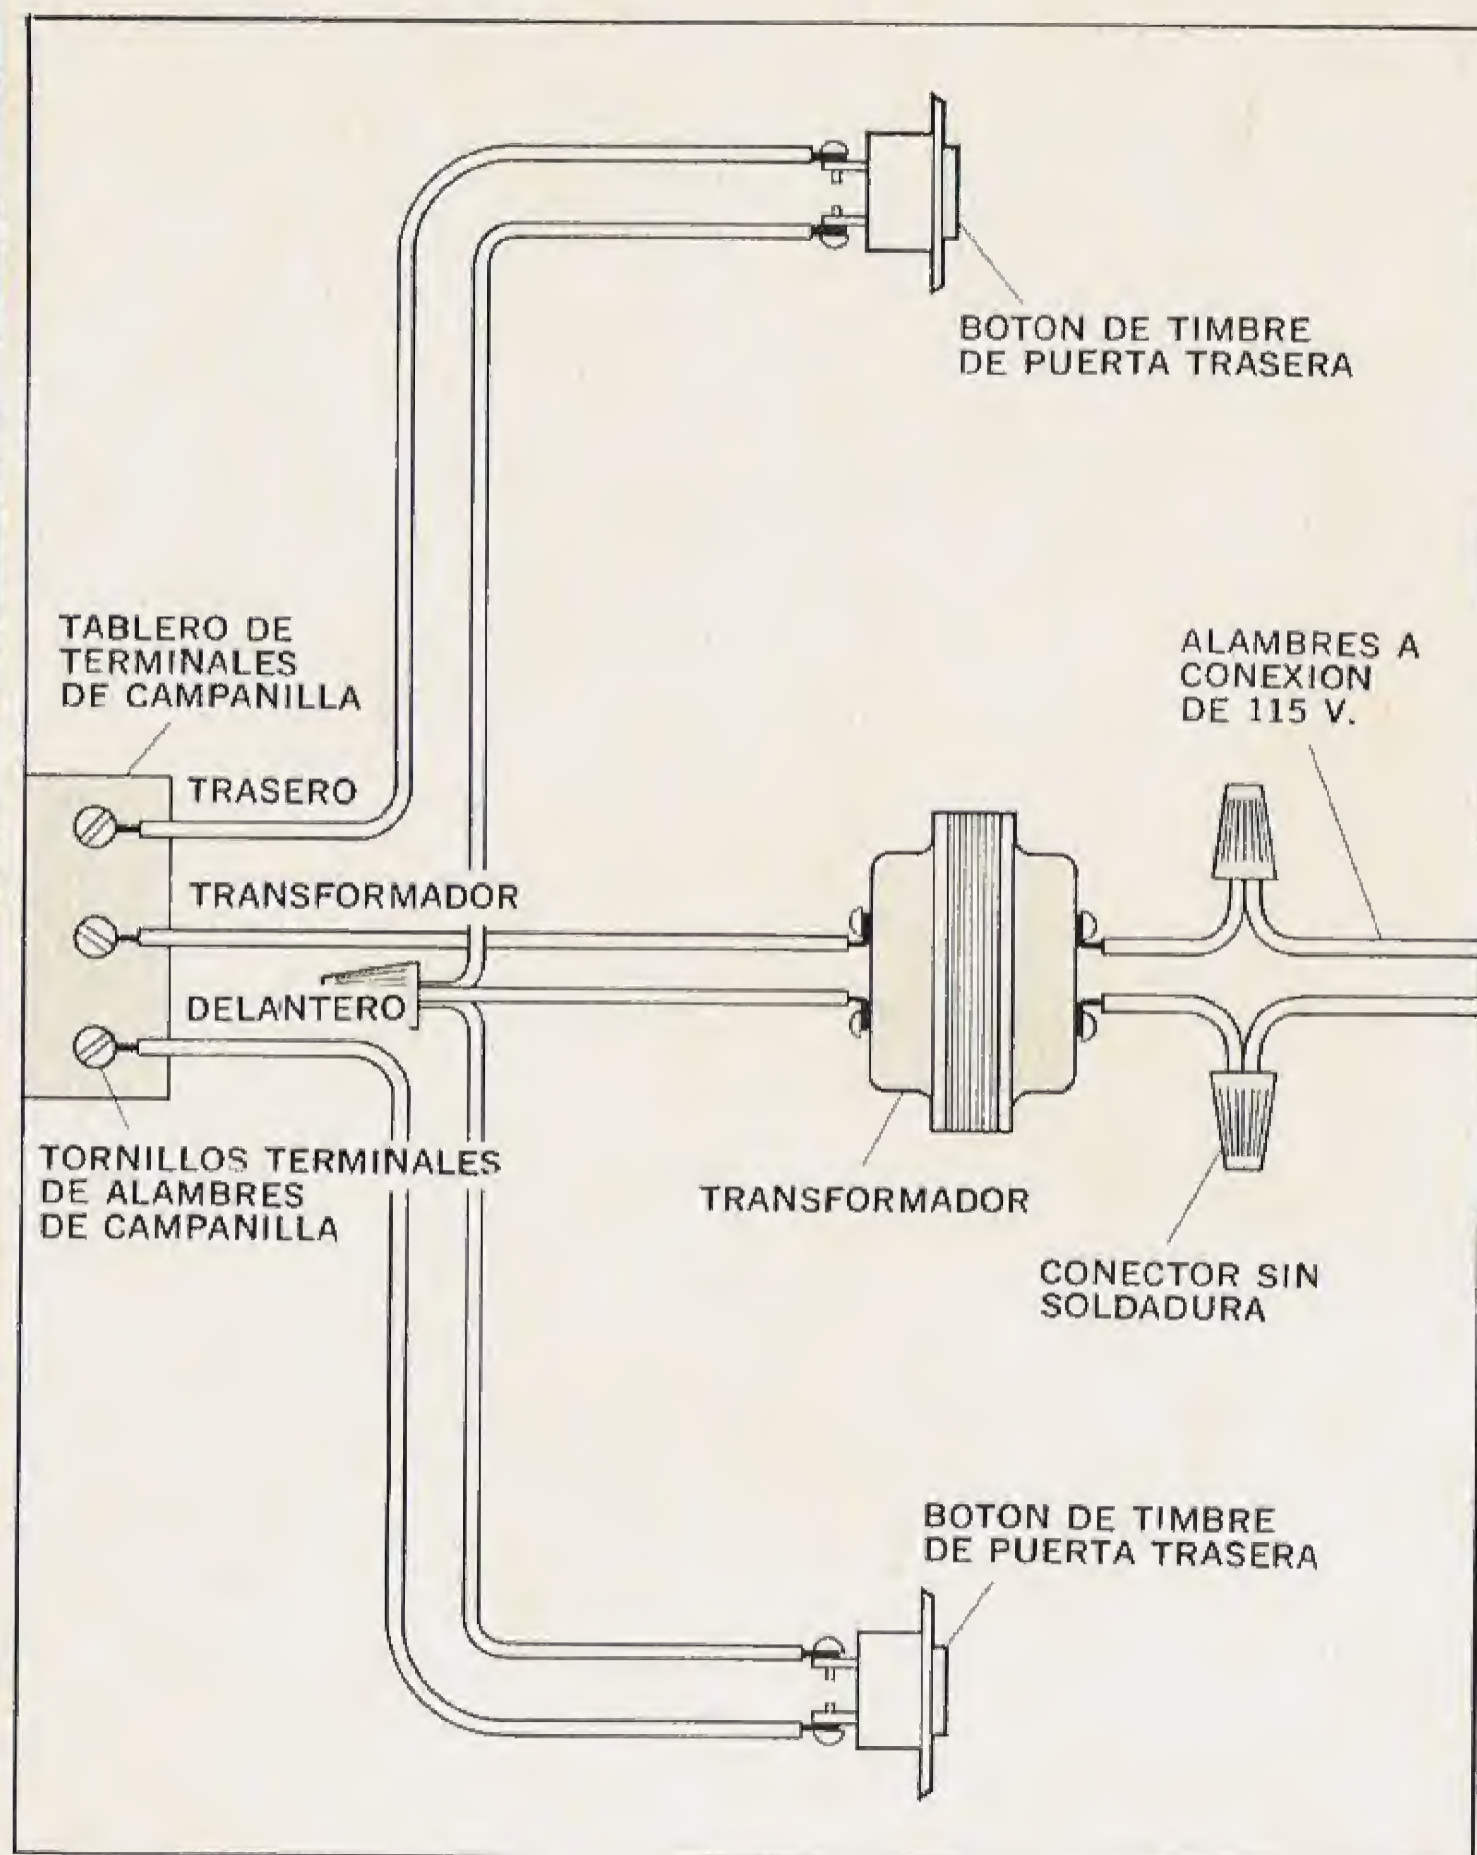 BOTON DE TIMBRE
DE PUERTA TRASERA
TABLERO DE
TERMINALES
DE CAMPANILLA
ALAMBRES A
CONEXION
DE 115 V.
TRASERO
TRANSFORMADOR
DELANTERO
TORNILLOS TERMINALES
DE ALAMBRES
DE CAMPANILLA
TRANSFORMADOR
CONECTOR SIN
SOLDADURA
BOTON DE TIMBRE
DE PUERTA TRASERA